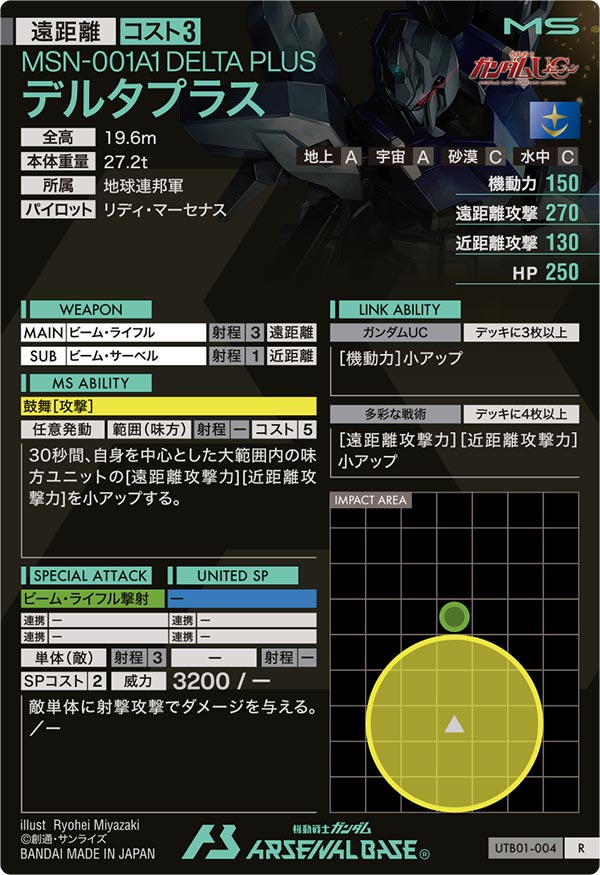 遠距離 コスト3
MS
MSN-001A1 DELTA PLUS
デルタプラス
機動戦士
ガンダムUC
全高 19.6m
本体重量 27.2t
所属 地球連邦軍
パイロット リディ・マーセナス
地上 A 宇宙 A 砂漠 C 水中 C
機動力 150
遠距離攻撃 270
近距離攻撃 130
HP 250
WEAPON
MAIN ビーム・ライフル 射程 3 遠距離
SUB ビーム・サーベル 射程 1 近距離
MS ABILITY
鼓舞[攻撃]
任意発動 範囲(味方) 射程 － コスト 5
30秒間、自身を中心とした大範囲内の味
方ユニットの[遠距離攻撃力][近距離攻
撃力]を小アップする。
LINK ABILITY
ガンダムUC デッキに3枚以上
[機動力]小アップ
多彩な戦術 デッキに4枚以上
[遠距離攻撃力][近距離攻撃力]
小アップ
IMPACT AREA
SPECIAL ATTACK UNITED SP
ビーム・ライフル撃射 －
連携 － 連携 －
連携 － 連携 －
単体(敵) 射程 3 － 射程 －
SPコスト 2 威力 3200 / －
敵単体に射撃攻撃でダメージを与える。
／－
illust Ryohei Miyazaki
©創通・サンライズ
BANDAI MADE IN JAPAN
機動戦士ガンダム
ARSENAL BASE®
UTB01-004 R